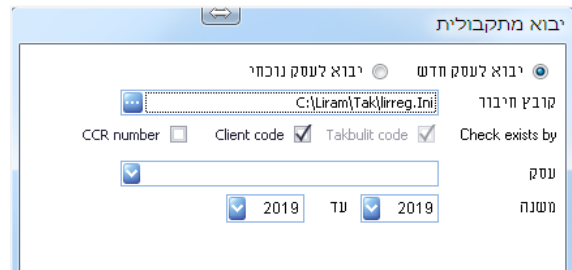 יבוא מתקבולית
יבוא לעסק חדש יבוא לעסק נוכחי
קובץ חיבור C:\Liram\Tak\lirreg.Ini
Check exists by Takbulit code Client code CCR number
עסק
משנה 2019 עד 2019